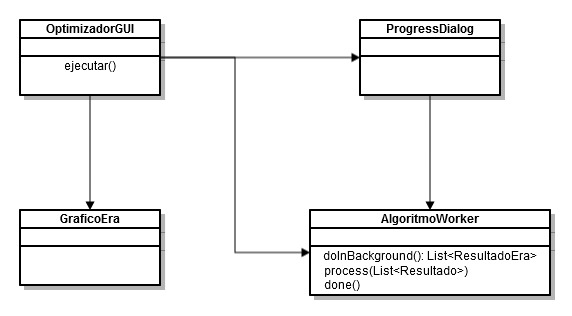 OptimizadorGUI
ejecutar()
ProgressDialog
GraficoEra
AlgoritmoWorker
doInBackground(): List<ResultadoEra>
process(List<Resultado>)
done()